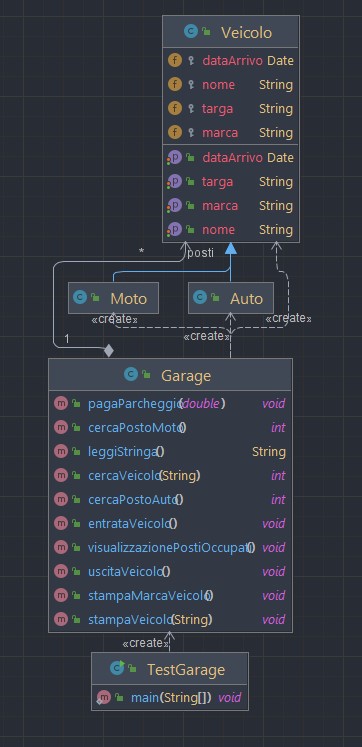 Veicolo
dataArrivo Date
nome String
targa String
marca String
dataArrivo Date
targa String
marca String
nome String
* posti
Moto Auto
«create» «create»
«create»
1
Garage
pagaParcheggio(double) void
cercaPostoMoto() int
leggiStringa() String
cercaVeicolo(String) int
cercaPostoAuto() int
entrataVeicolo() void
visualizzazionePostiOccupati() void
uscitaVeicolo() void
stampaMarcaVeicolo() void
stampaVeicolo(String) void
«create»
TestGarage
main(String[]) void